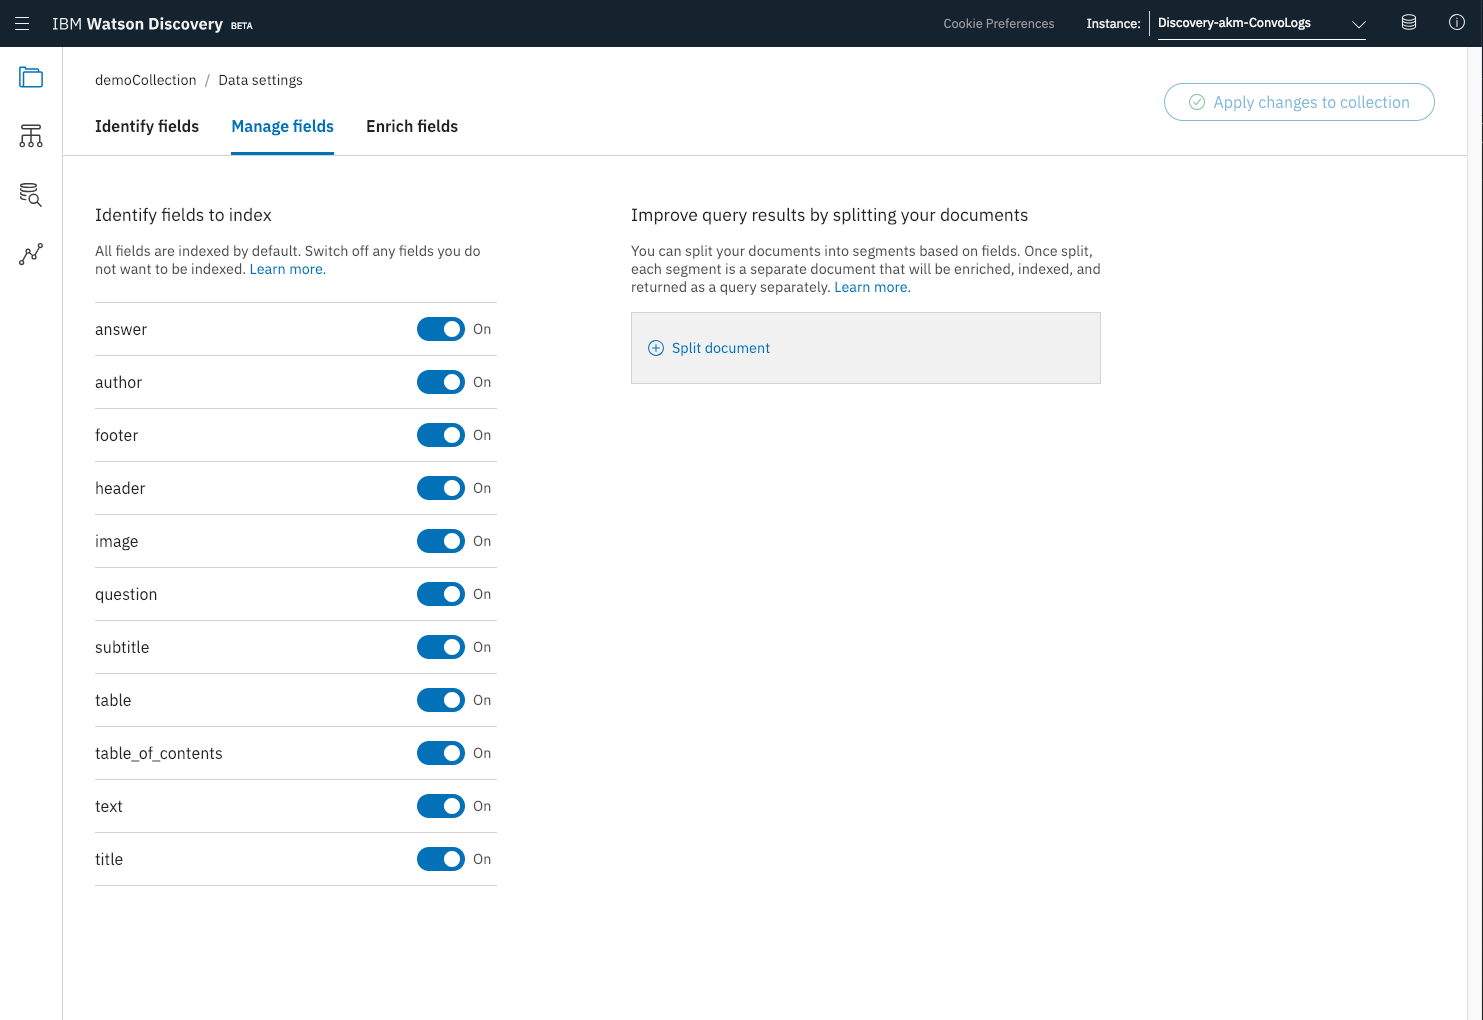 IBM Watson Discovery BETA
Cookie Preferences
Instance:
Discovery-akm-ConvoLogs
demoCollection / Data settings
Apply changes to collection
Identify fields
Manage fields
Enrich fields
Identify fields to index
All fields are indexed by default. Switch off any fields you do
not want to be indexed. Learn more.
answer On
author On
footer On
header On
image On
question On
subtitle On
table On
table_of_contents On
text On
title On
Improve query results by splitting your documents
You can split your documents into segments based on fields. Once split,
each segment is a separate document that will be enriched, indexed, and
returned as a query separately. Learn more.
Split document